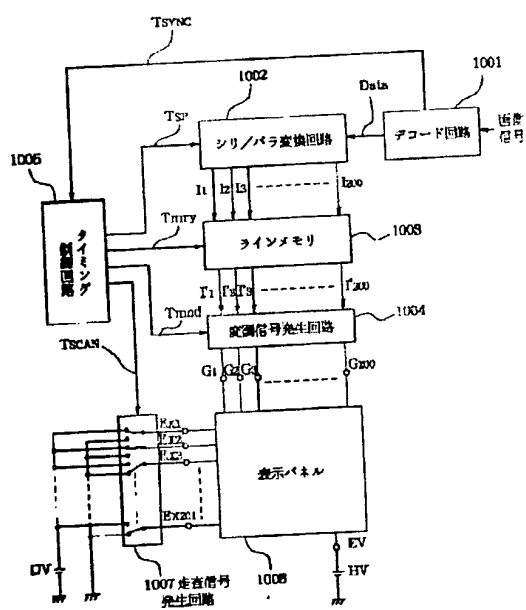 TSYNC
1002
1001
Data
TSP
シリ/パラ変換回路
デコード回路
信号
1005
I1 I2 I3 I200
タイミング
制御回路
Tmry
ラインメモリ
1003
I'1 I'2 I'3 I'200
Tmod
変調信号発生回路
1004
TSCAN
G1 G2 G3 G200
EX1
EX2
EX3
表示パネル
EX201
EV
HV
1007 走査信号
発生回路